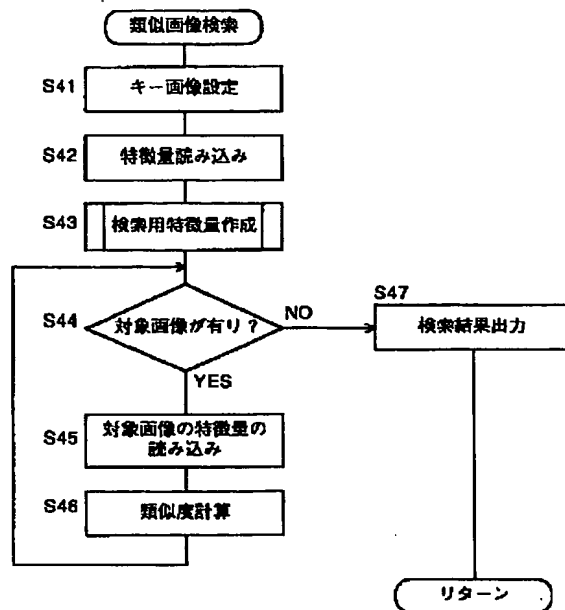 類似画像検索
S41
キー画像設定
S42
特徴量読み込み
S43
検索用特徴量作成
S44
対象画像が有り?
NO
S47
検索結果出力
YES
S45
対象画像の特徴量の
読み込み
S46
類似度計算
リターン